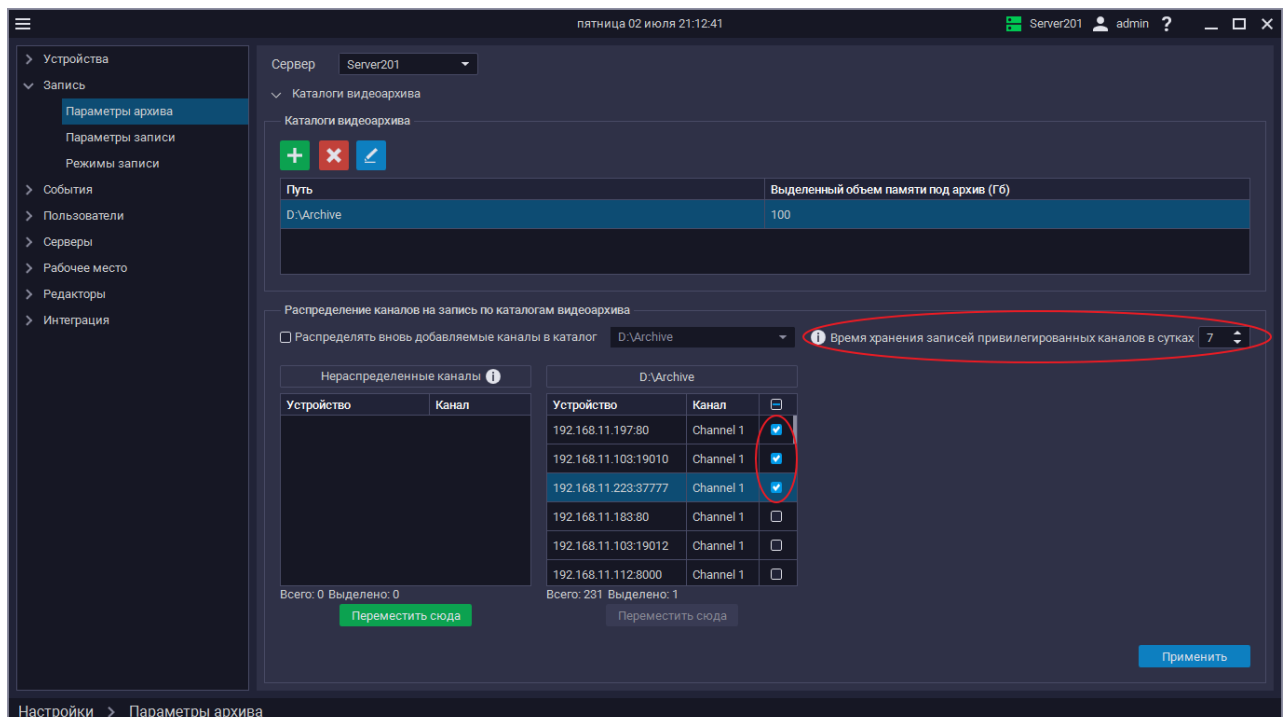 пятница 02 июля 21:12:41
Server201 admin ?
Устройства
Запись
Параметры архива
Параметры записи
Режимы записи
События
Пользователи
Серверы
Рабочее место
Редакторы
Интеграция
Сервер Server201
Каталоги видеоархива
Каталоги видеоархива
Путь Выделенный объем памяти под архив (Гб)
D:\Archive 100
Распределение каналов на запись по каталогам видеоархива
Распределять вновь добавляемые каналы в каталог D:\Archive i Время хранения записей привилегированных каналов в сутках 7
Нераспределенные каналы i D:\Archive
Устройство Канал Устройство Канал
192.168.11.197:80 Channel 1
192.168.11.103:19010 Channel 1
192.168.11.223:37777 Channel 1
192.168.11.183:80 Channel 1
192.168.11.103:19012 Channel 1
192.168.11.112:8000 Channel 1
Всего: 0 Выделено: 0 Всего: 231 Выделено: 1
Переместить сюда Переместить сюда
Применить
Настройки > Параметры архива